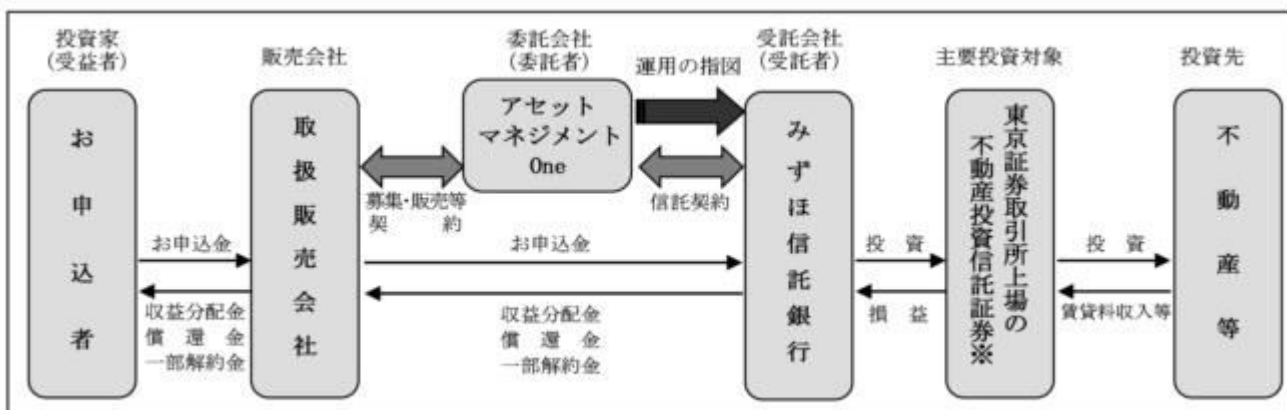 投資家
(受益者)
お申込者
販売会社
取扱販売会社
委託会社
(委託者)
アセット
マネジメント
One
運用の指図
受託会社
(受託者)
みずほ信託銀行
主要投資対象
東京証券取引所上場の
不動産投資信託証券※
投資先
不動産等
募集・販売等
契約
信託契約
お申込金
収益分配金
償還金
一部解約金
お申込金
収益分配金
償還金
一部解約金
投資
損益
投資
賃貸料収入等